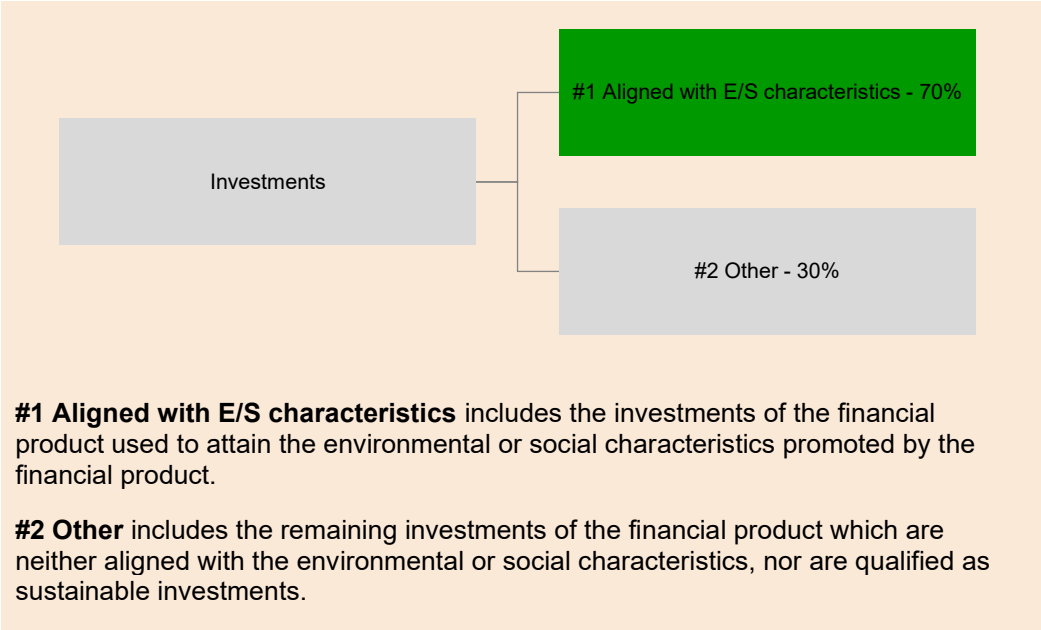 #1 Aligned with E/S characteristics - 70%
Investments
#2 Other - 30%
#1 Aligned with E/S characteristics includes the investments of the financial
product used to attain the environmental or social characteristics promoted by the
financial product.
#2 Other includes the remaining investments of the financial product which are
neither aligned with the environmental or social characteristics, nor are qualified as
sustainable investments.